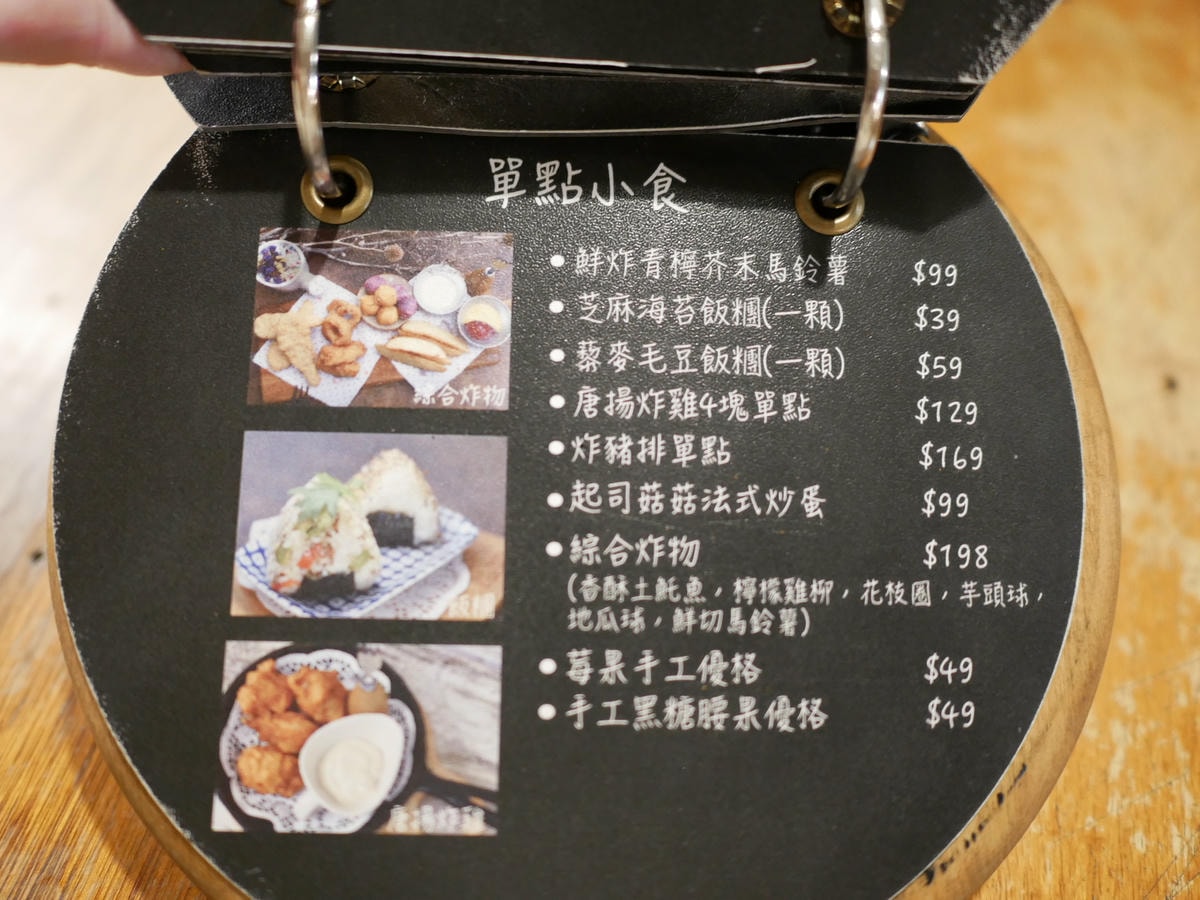 單點小食
鮮炸青檸芥末馬鈴薯 $99
芝麻海苔飯糰(一顆) $39
藜麥毛豆飯糰(一顆) $59
唐揚炸雞4塊單點 $129
炸豬排單點 $169
起司菇菇法式炒蛋 $99
綜合炸物 $198
(香酥土魠魚，檸檬雞柳，花枝圈，芋頭球，
地瓜球，鮮切馬鈴薯)
莓果手工優格 $49
手工黑糖腰果優格 $49
綜合炸物
飯糰
唐揚炸雞